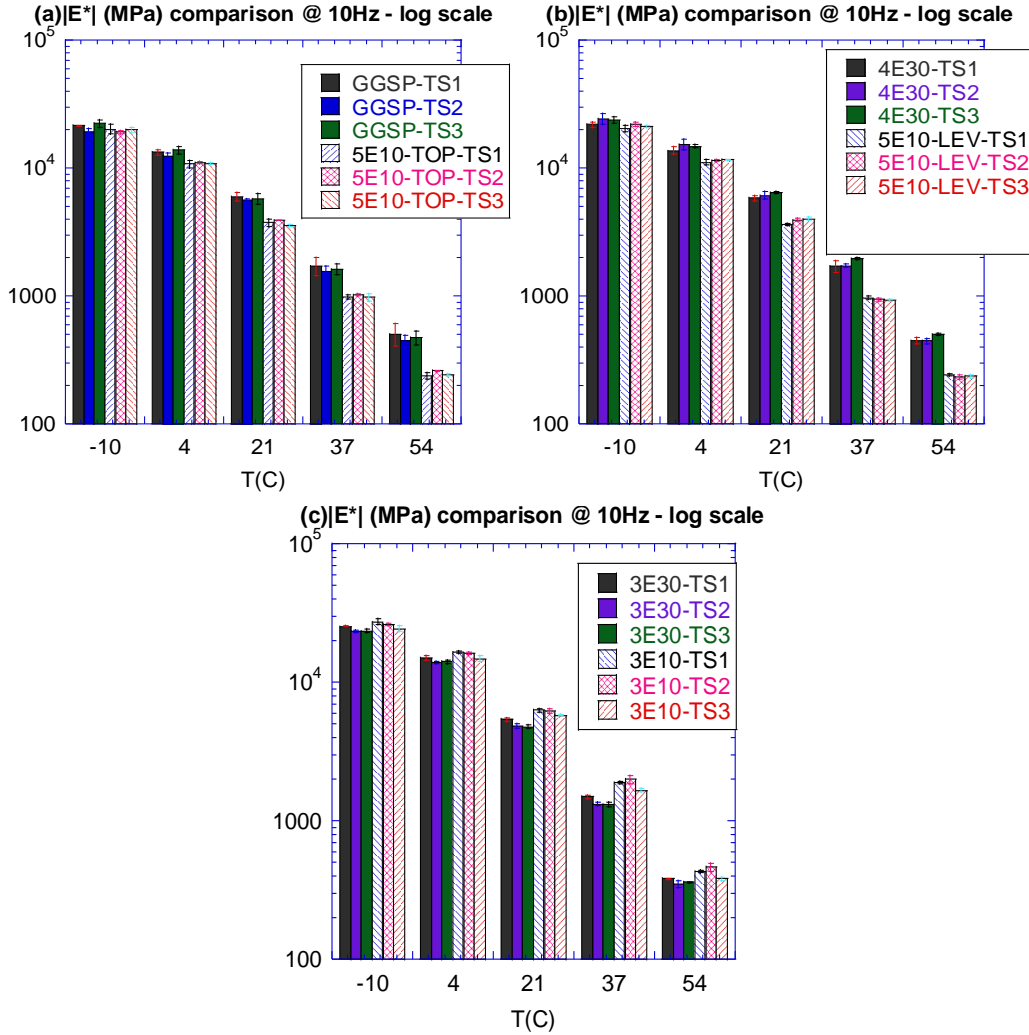 (a)|E*| (MPa) comparison @ 10Hz - log scale
10^5
10^4
1000
100
GGSP-TS1
GGSP-TS2
GGSP-TS3
5E10-TOP-TS1
5E10-TOP-TS2
5E10-TOP-TS3
-10 4 21 37 54
T(C)
(b)|E*| (MPa) comparison @ 10Hz - log scale
10^5
10^4
1000
100
4E30-TS1
4E30-TS2
4E30-TS3
5E10-LEV-TS1
5E10-LEV-TS2
5E10-LEV-TS3
-10 4 21 37 54
T(C)
(c)|E*| (MPa) comparison @ 10Hz - log scale
10^5
10^4
1000
100
3E30-TS1
3E30-TS2
3E30-TS3
3E10-TS1
3E10-TS2
3E10-TS3
-10 4 21 37 54
T(C)